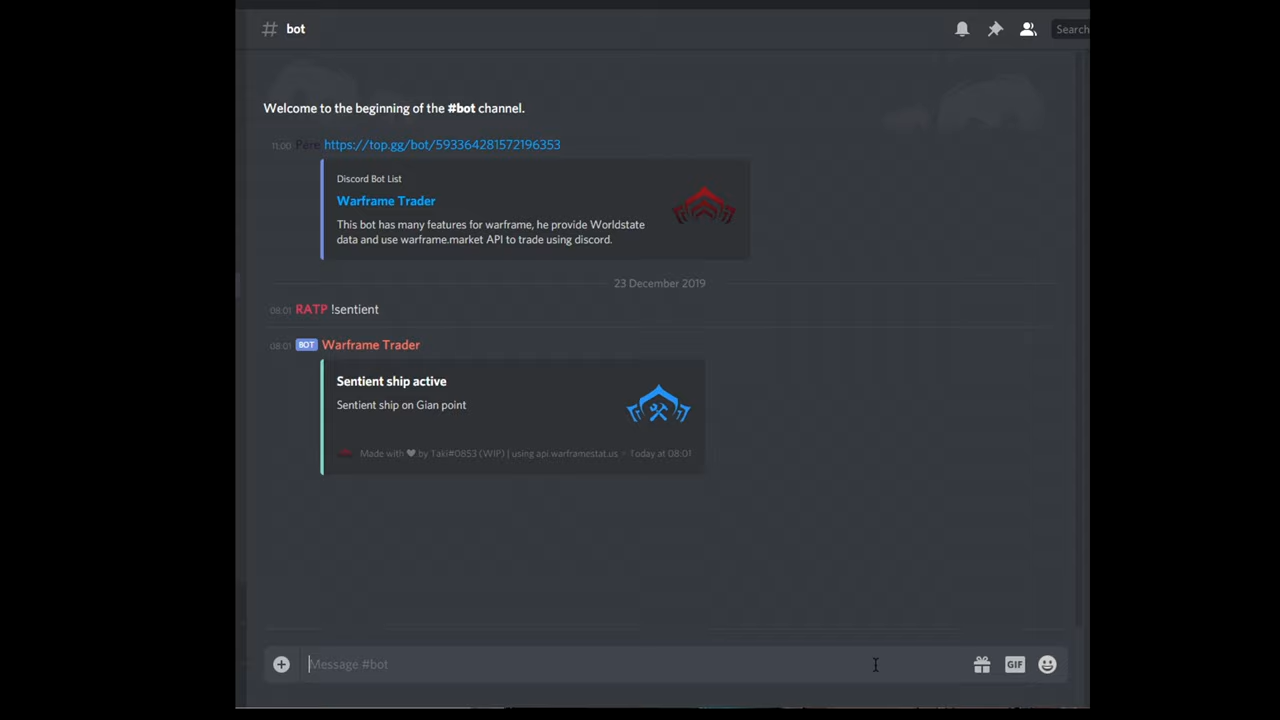 # bot
Search
Welcome to the beginning of the #bot channel.
11:00 Père https://top.gg/bot/593364281572196353
Discord Bot List
Warframe Trader
This bot has many features for warframe, he provide Worldstate
data and use warframe.market API to trade using discord.
23 December 2019
08:01 RATP !sentient
08:01 BOT Warframe Trader
Sentient ship active
Sentient ship on Gian point
Made with ❤ by Taki#0853 (WIP) | using api.warframestat.us • Today at 08:01
Message #bot
GIF